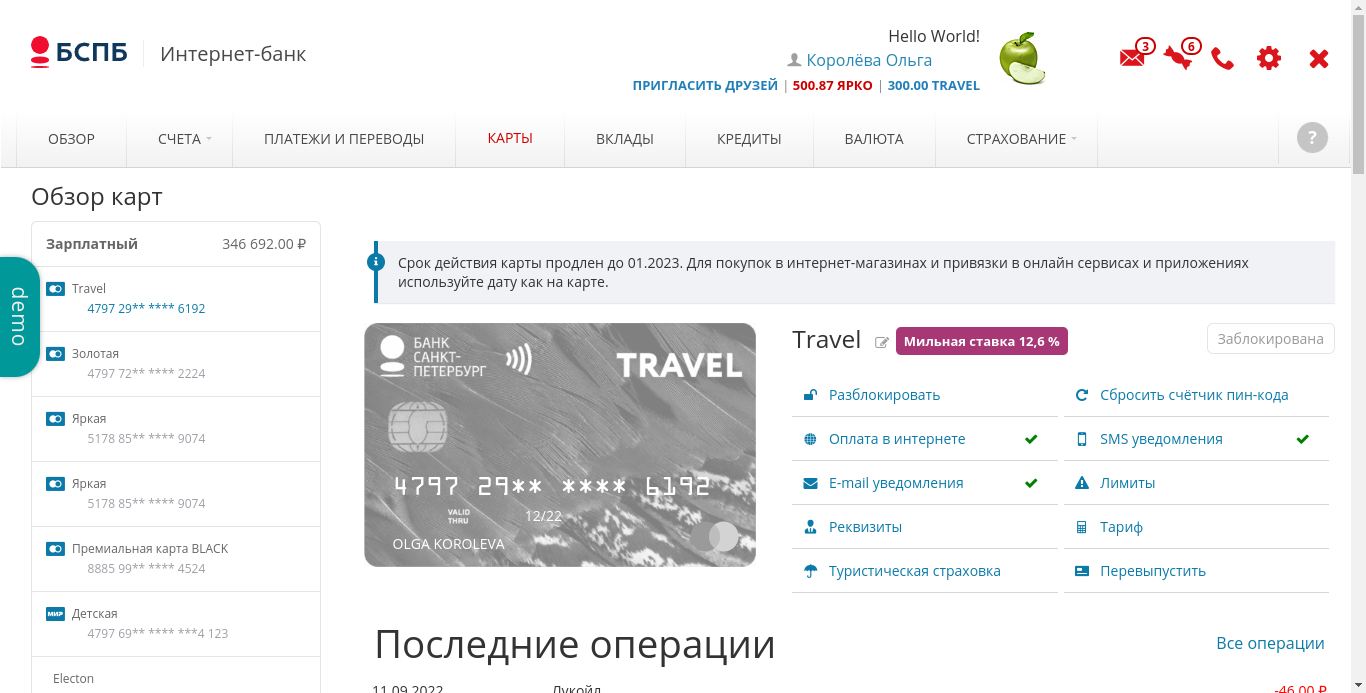 БСПБ Интернет-банк
Hello World!
Королёва Ольга
ПРИГЛАСИТЬ ДРУЗЕЙ | 500.87 ЯРКО | 300.00 TRAVEL
3
6
ОБЗОР СЧЕТА ПЛАТЕЖИ И ПЕРЕВОДЫ КАРТЫ ВКЛАДЫ КРЕДИТЫ ВАЛЮТА СТРАХОВАНИЕ ?
Обзор карт
Зарплатный 346 692.00 ₽
Travel
4797 29** **** 6192
Золотая
4797 72** **** 2224
Яркая
5178 85** **** 9074
Яркая
5178 85** **** 9074
Премиальная карта BLACK
8885 99** **** 4524
МИР Детская
4797 69** **** ***4 123
Electon
demo
Срок действия карты продлен до 01.2023. Для покупок в интернет-магазинах и привязки в онлайн сервисах и приложениях
используйте дату как на карте.
БАНК
САНКТ-
ПЕТЕРБУРГ
TRAVEL
4797 29** **** 6192
VALID
THRU
12/22
OLGA KOROLEVA
Travel Мильная ставка 12,6 % Заблокирована
Разблокировать Сбросить счётчик пин-кода
Оплата в интернете SMS уведомления
E-mail уведомления Лимиты
Реквизиты Тариф
Туристическая страховка Перевыпустить
Последние операции Все операции
11.09.2022 Лукойл -46.00 ₽